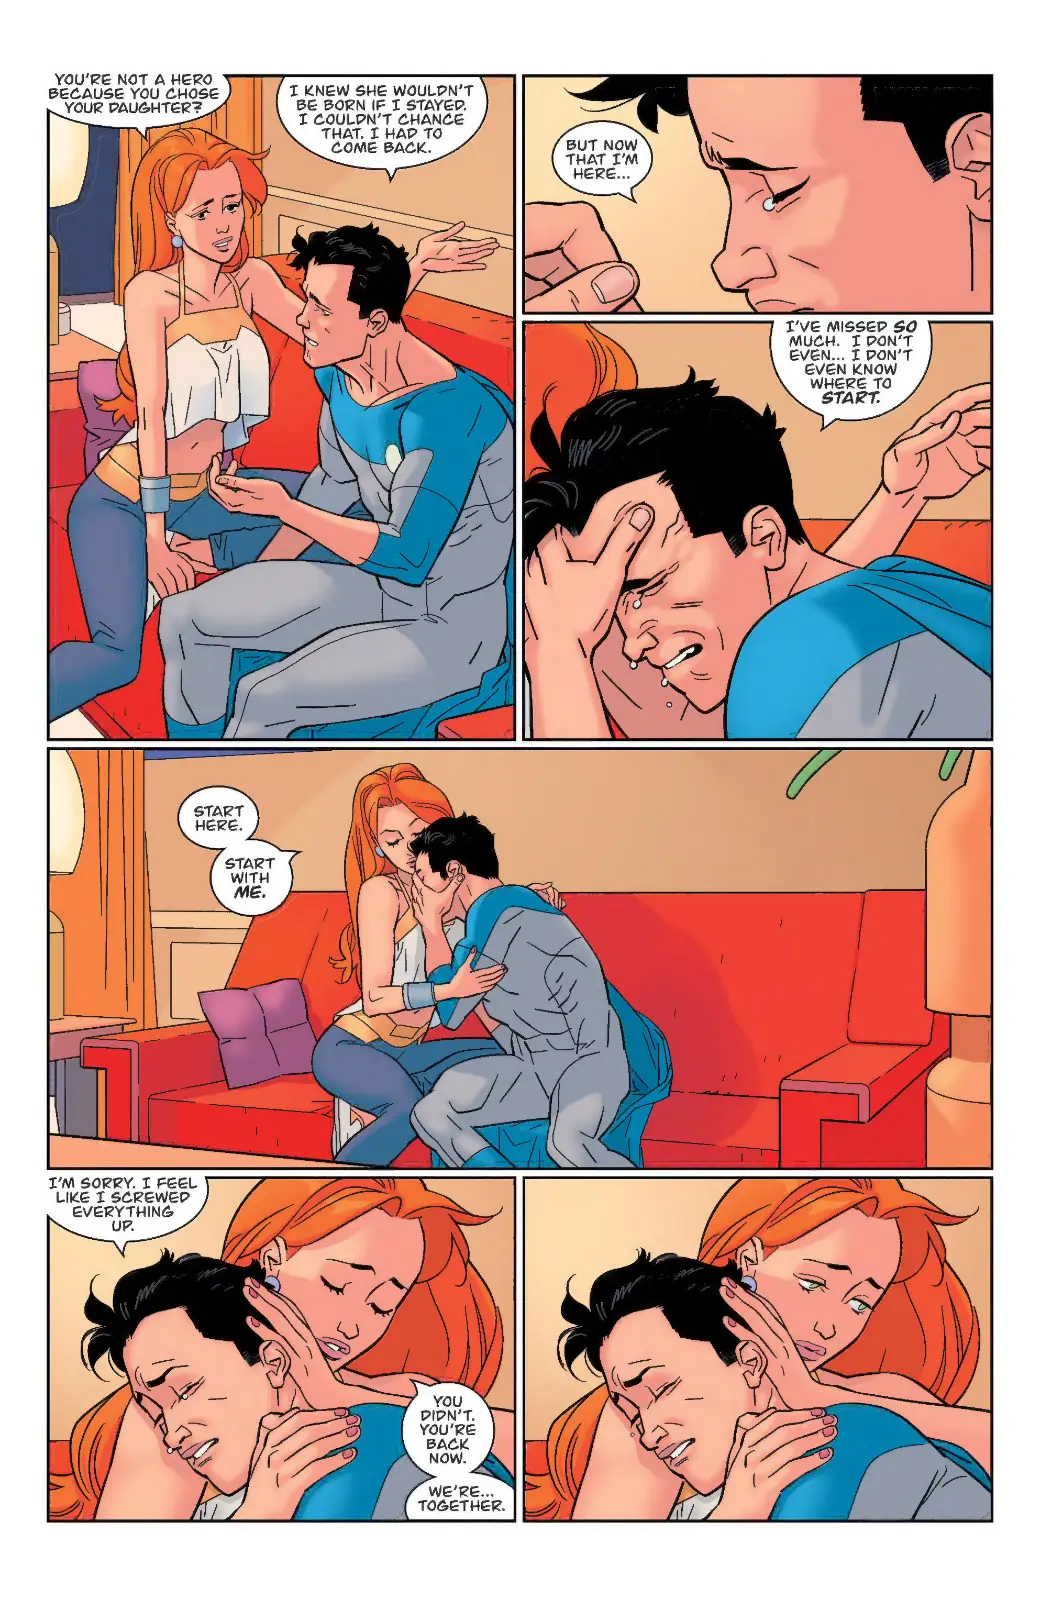 YOU'RE NOT A HERO
BECAUSE YOU CHOSE
YOUR DAUGHTER?
I KNEW SHE WOULDN'T
BE BORN IF I STAYED.
I COULDN'T CHANCE
THAT. I HAD TO
COME BACK.
BUT NOW
THAT I'M
HERE...
I'VE MISSED SO
MUCH. I DON'T
EVEN... I DON'T
EVEN KNOW
WHERE TO
START.
START
HERE.
START
WITH
ME.
I'M SORRY. I FEEL
LIKE I SCREWED
EVERYTHING
UP.
YOU
DIDN'T.
YOU'RE
BACK
NOW.
WE'RE...
TOGETHER.